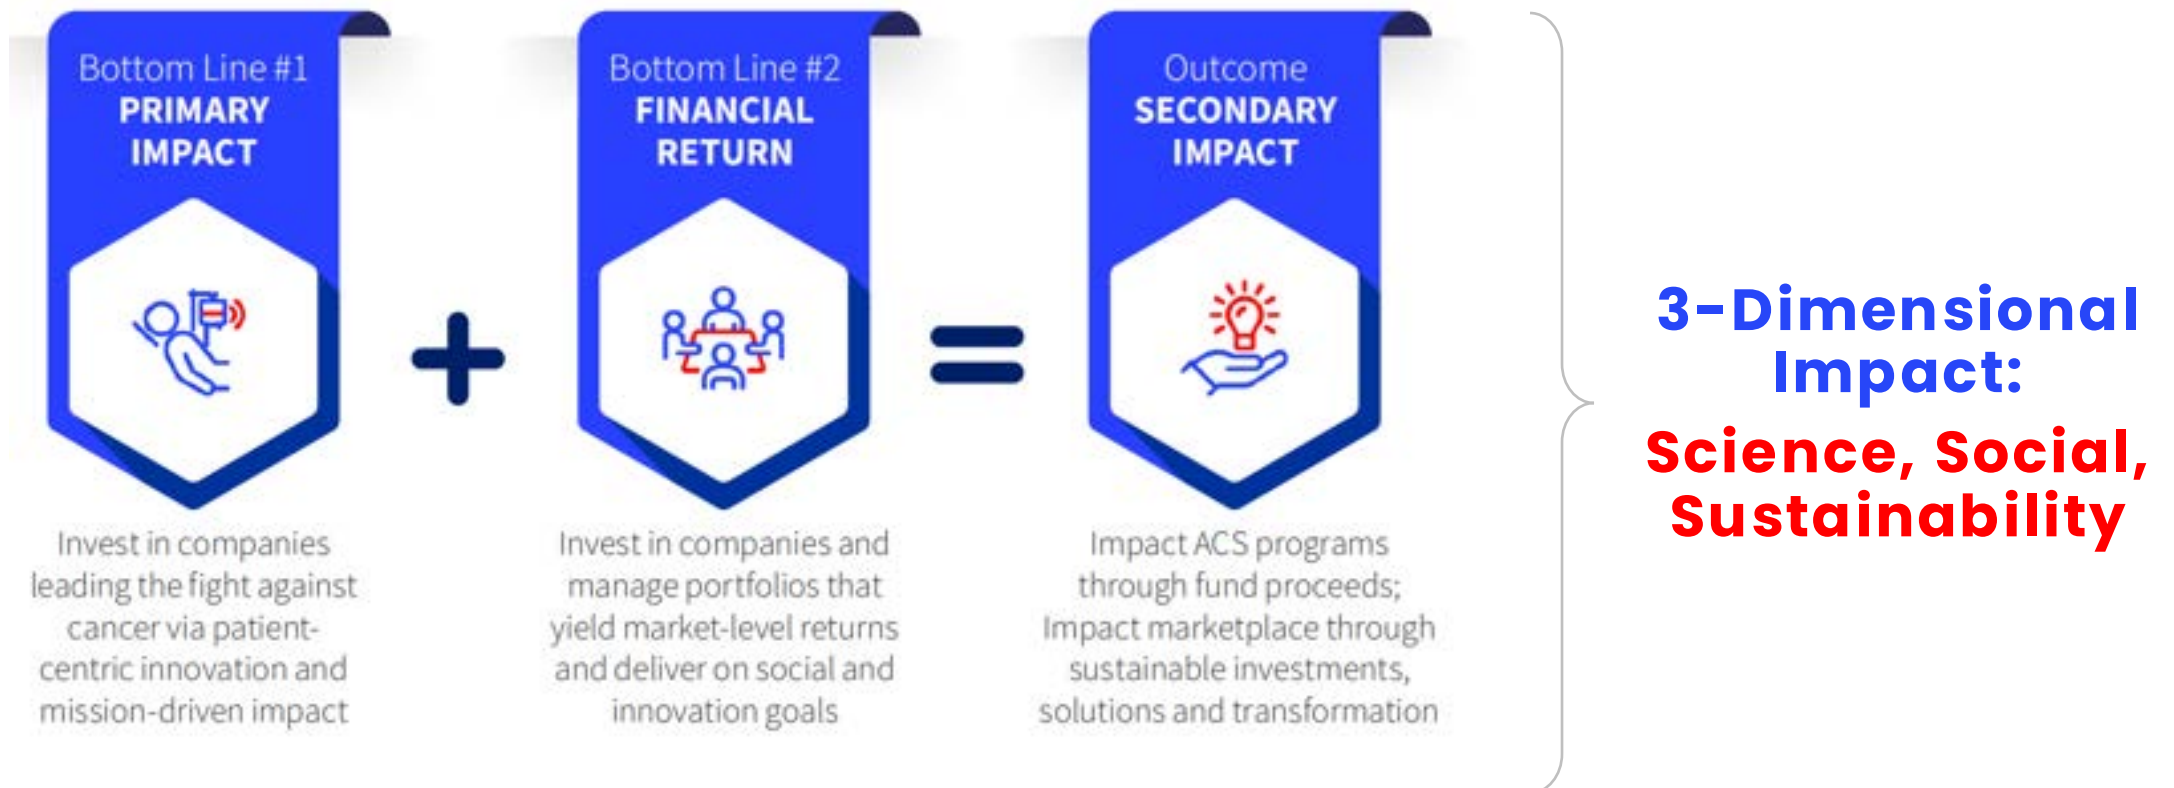 Bottom Line #1
PRIMARY
IMPACT
Invest in companies
leading the fight against
cancer via patient-
centric innovation and
mission-driven impact
Bottom Line #2
FINANCIAL
RETURN
Invest in companies and
manage portfolios that
yield market-level returns
and deliver on social and
innovation goals
Outcome
SECONDARY
IMPACT
Impact ACS programs
through fund proceeds;
Impact marketplace through
sustainable investments,
solutions and transformation
3-Dimensional
Impact:
Science, Social,
Sustainability